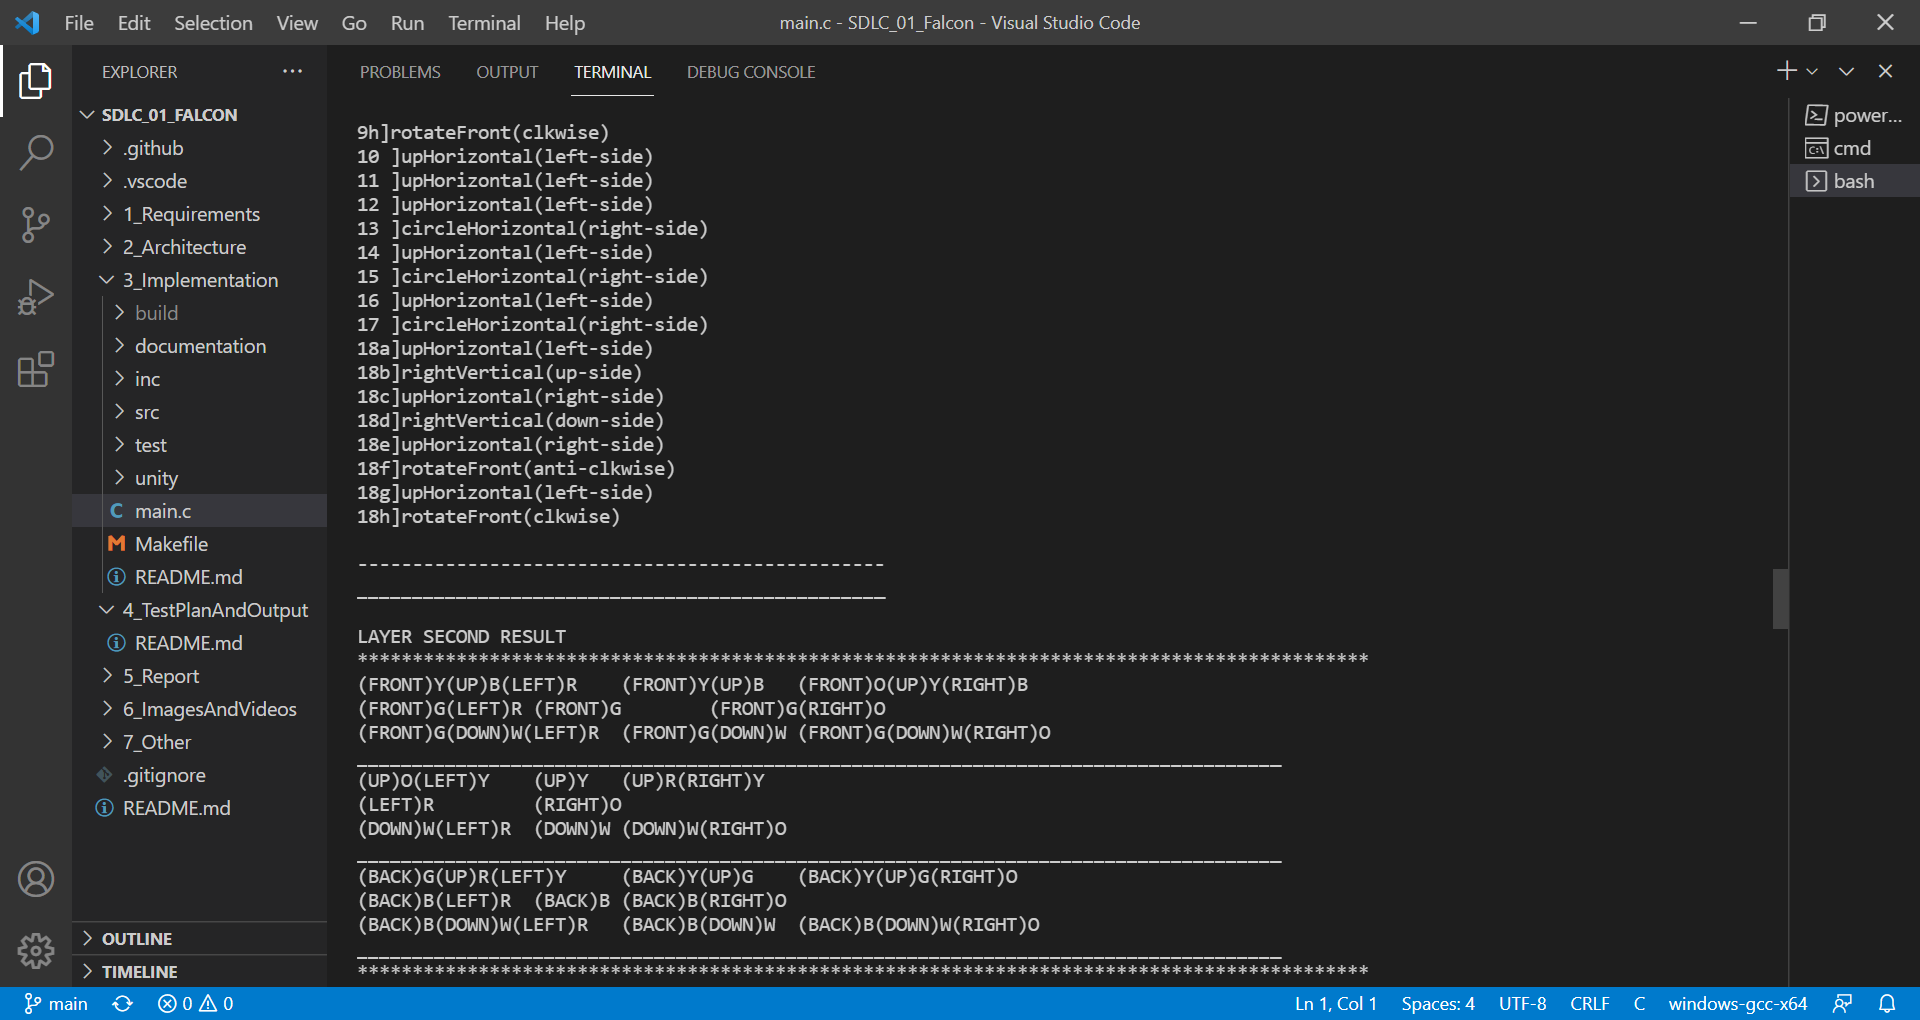 File Edit Selection View Go Run Terminal Help
main.c - SDLC_01_Falcon - Visual Studio Code
EXPLORER
SDLC_01_FALCON
.github
.vscode
1_Requirements
2_Architecture
3_Implementation
build
documentation
inc
src
test
unity
C main.c
M Makefile
README.md
4_TestPlanAndOutput
README.md
5_Report
6_ImagesAndVideos
7_Other
.gitignore
README.md
OUTLINE
TIMELINE
PROBLEMS OUTPUT TERMINAL DEBUG CONSOLE
9h]rotateFront(clkwise)
10 ]upHorizontal(left-side)
11 ]upHorizontal(left-side)
12 ]upHorizontal(left-side)
13 ]circleHorizontal(right-side)
14 ]upHorizontal(left-side)
15 ]circleHorizontal(right-side)
16 ]upHorizontal(left-side)
17 ]circleHorizontal(right-side)
18a]upHorizontal(left-side)
18b]rightVertical(up-side)
18c]upHorizontal(right-side)
18d]rightVertical(down-side)
18e]upHorizontal(right-side)
18f]rotateFront(anti-clkwise)
18g]upHorizontal(left-side)
18h]rotateFront(clkwise)
------------------------------------------------
________________________________________________
LAYER SECOND RESULT
********************************************************************************************
(FRONT)Y(UP)B(LEFT)R    (FRONT)Y(UP)B   (FRONT)O(UP)Y(RIGHT)B
(FRONT)G(LEFT)R (FRONT)G        (FRONT)G(RIGHT)O
(FRONT)G(DOWN)W(LEFT)R  (FRONT)G(DOWN)W (FRONT)G(DOWN)W(RIGHT)O
____________________________________________________________________________________
(UP)O(LEFT)Y    (UP)Y   (UP)R(RIGHT)Y
(LEFT)R         (RIGHT)O
(DOWN)W(LEFT)R  (DOWN)W (DOWN)W(RIGHT)O
____________________________________________________________________________________
(BACK)G(UP)R(LEFT)Y     (BACK)Y(UP)G    (BACK)Y(UP)G(RIGHT)O
(BACK)B(LEFT)R  (BACK)B (BACK)B(RIGHT)O
(BACK)B(DOWN)W(LEFT)R   (BACK)B(DOWN)W  (BACK)B(DOWN)W(RIGHT)O
____________________________________________________________________________________
********************************************************************************************
power...
cmd
bash
main 0 0 Ln 1, Col 1 Spaces: 4 UTF-8 CRLF C windows-gcc-x64